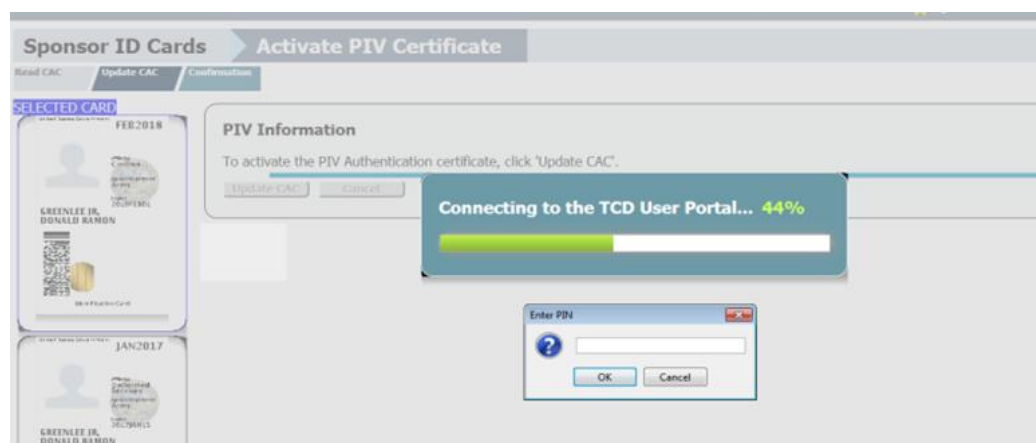 Sponsor ID Cards
Activate PIV Certificate
Read CAC
Update CAC
Confirmation
SELECTED CARD
FEB2018
GREENLEE JR,
DONALD RAMON
PIV Information
To activate the PIV Authentication certificate, click 'Update CAC'.
Update CAC
Cancel
Connecting to the TCD User Portal... 44%
Enter PIN
OK
Cancel
JAN2017
GREENLEE JR,
DONALD RAMON